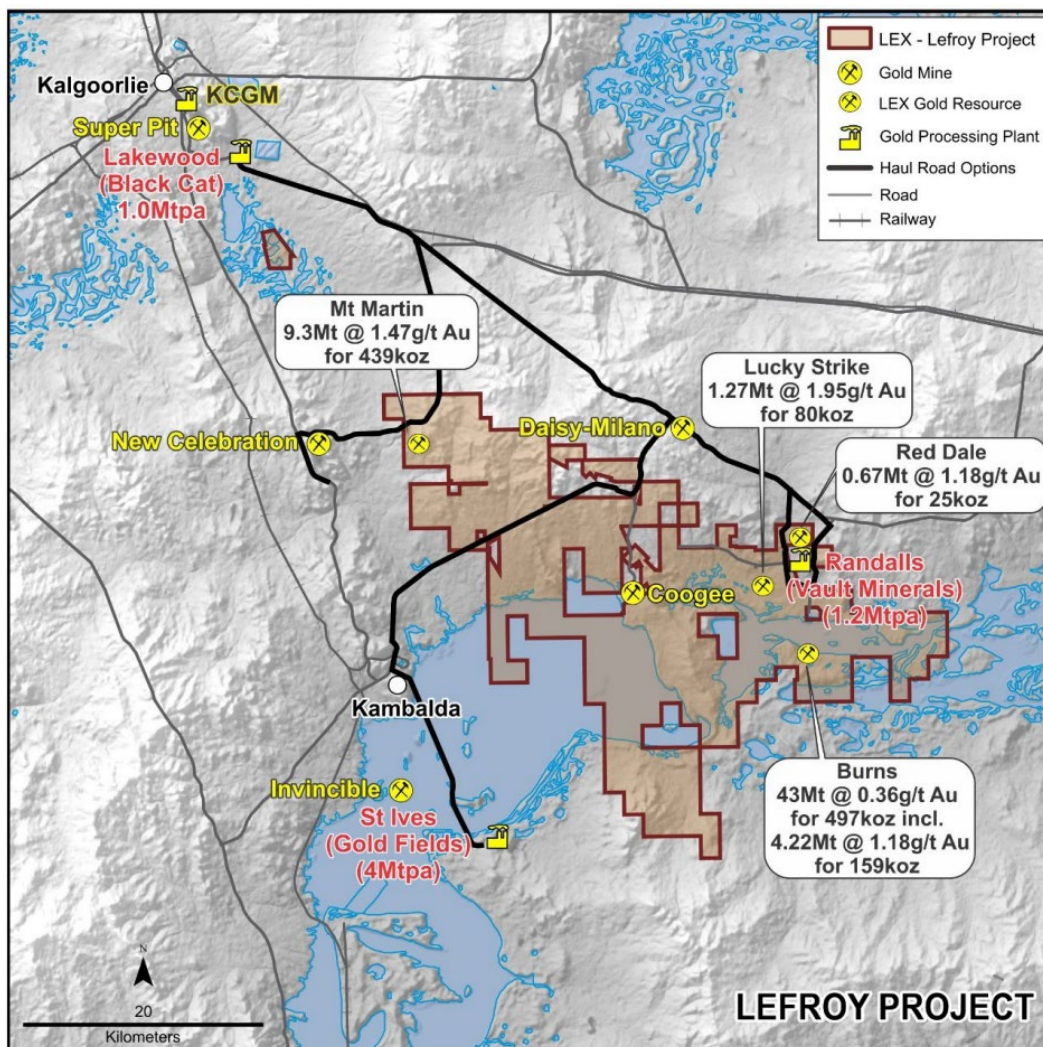 LEX - Lefroy Project
Gold Mine
LEX Gold Resource
Gold Processing Plant
Haul Road Options
Road
Railway
Kalgoorlie
KCGM
Super Pit
Lakewood
(Black Cat)
1.0Mtpa
Mt Martin
9.3Mt @ 1.47g/t Au
for 439koz
Lucky Strike
1.27Mt @ 1.95g/t Au
for 80koz
New Celebration
Daisy-Milano
Red Dale
0.67Mt @ 1.18g/t Au
for 25koz
Randalls
(Vault Minerals)
(1.2Mtpa)
Coogee
Kambalda
Invincible
St Ives
(Gold Fields)
(4Mtpa)
Burns
43Mt @ 0.36g/t Au
for 497koz incl.
4.22Mt @ 1.18g/t Au
for 159koz
N
20
Kilometers
LEFROY PROJECT